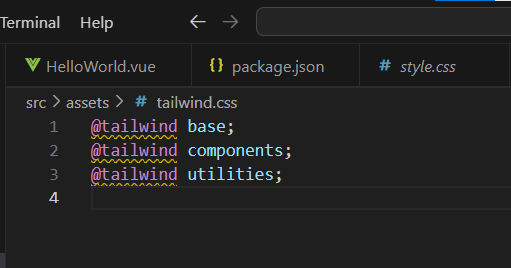 Terminal Help
HelloWorld.vue {} package.json # style.css
src > assets > # tailwind.css
1 @tailwind base;
2 @tailwind components;
3 @tailwind utilities;
4